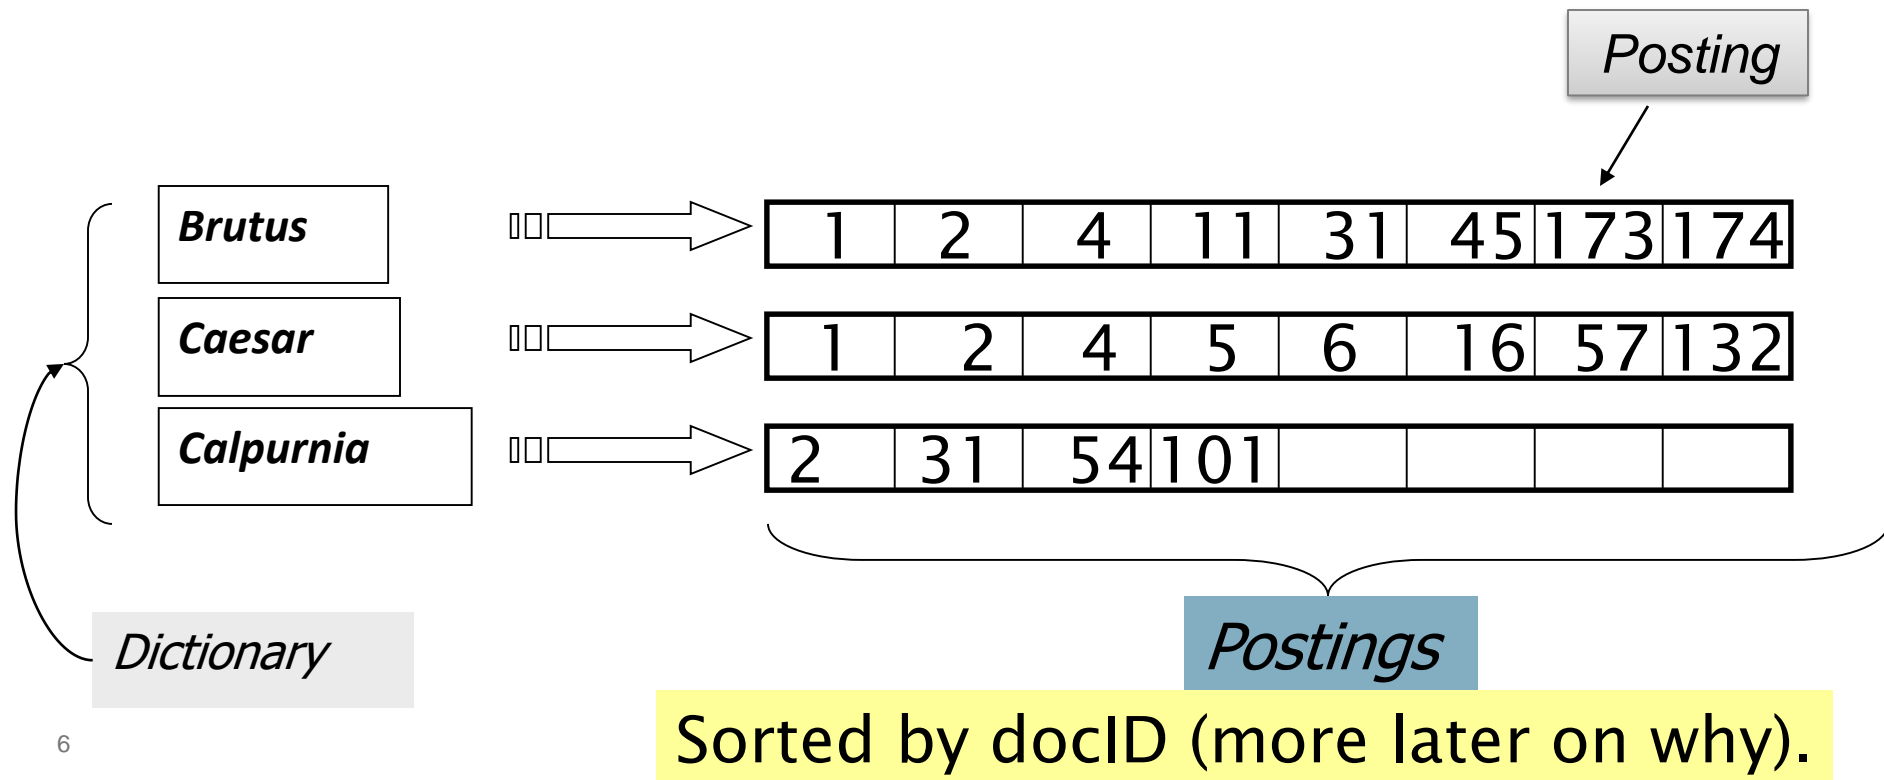 Posting
Brutus 1 2 4 11 31 45 173 174
Caesar 1 2 4 5 6 16 57 132
Calpurnia 2 31 54 101
Dictionary
Postings
Sorted by docID (more later on why).
6